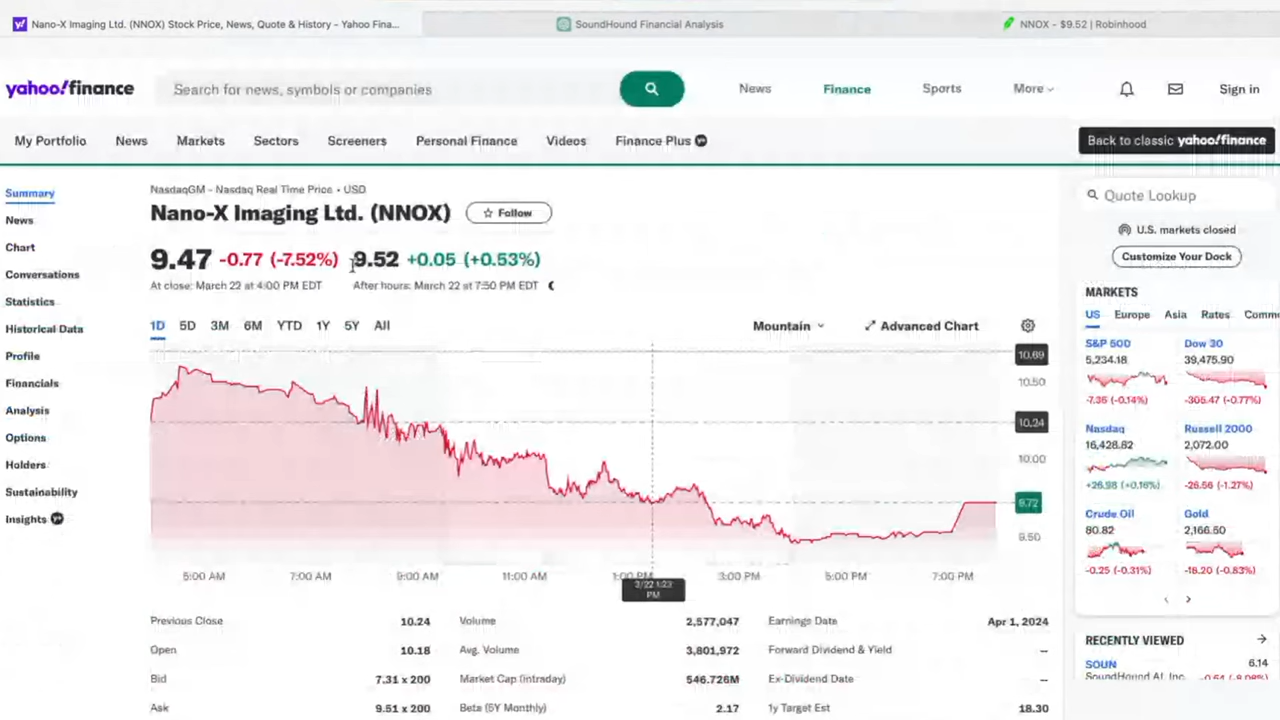 Nano-X Imaging Ltd. (NNOX) Stock Price, News, Quote & History - Yahoo Fina...
SoundHound Financial Analysis
NNOX - $9.52 | Robinhood
yahoo!finance
Search for news, symbols or companies
News Finance Sports More Sign in
My Portfolio News Markets Sectors Screeners Personal Finance Videos Finance Plus
Back to classic yahoo!finance
Summary
News
Chart
Conversations
Statistics
Historical Data
Profile
Financials
Analysis
Options
Holders
Sustainability
Insights
NasdaqGM - Nasdaq Real Time Price • USD
Nano-X Imaging Ltd. (NNOX)
Follow
9.47 -0.77 (-7.52%) 9.52 +0.05 (+0.53%)
At close: March 22 at 4:00 PM EDT After hours: March 22 at 7:50 PM EDT
1D 5D 3M 6M YTD 1Y 5Y All
Mountain Advanced Chart
10.69
10.50
10.24
10.00
9.72
9.50
5:00 AM 7:00 AM 9:00 AM 11:00 AM 1:00 PM 3:00 PM 5:00 PM 7:00 PM
3/22 1:23
PM
Previous Close 10.24 Volume 2,577,047 Earnings Date Apr 1, 2024
Open 10.18 Avg. Volume 3,801,972 Forward Dividend & Yield --
Bid 7.31 x 200 Market Cap (intraday) 546.726M Ex-Dividend Date --
Ask 9.51 x 200 Beta (5Y Monthly) 2.17 1y Target Est 18.30
Quote Lookup
U.S. markets closed
Customize Your Dock
MARKETS
US Europe Asia Rates Comm
S&P 500 Dow 30
5,234.18 39,475.90
-7.35 (-0.14%) -305.47 (-0.77%)
Nasdaq Russell 2000
16,428.82 2,072.00
+26.98 (+0.16%) -26.56 (-1.27%)
Crude Oil Gold
80.82 2,166.50
-0.25 (-0.31%) -18.20 (-0.83%)
RECENTLY VIEWED
SOUN 6.14
SoundHound AI, Inc.